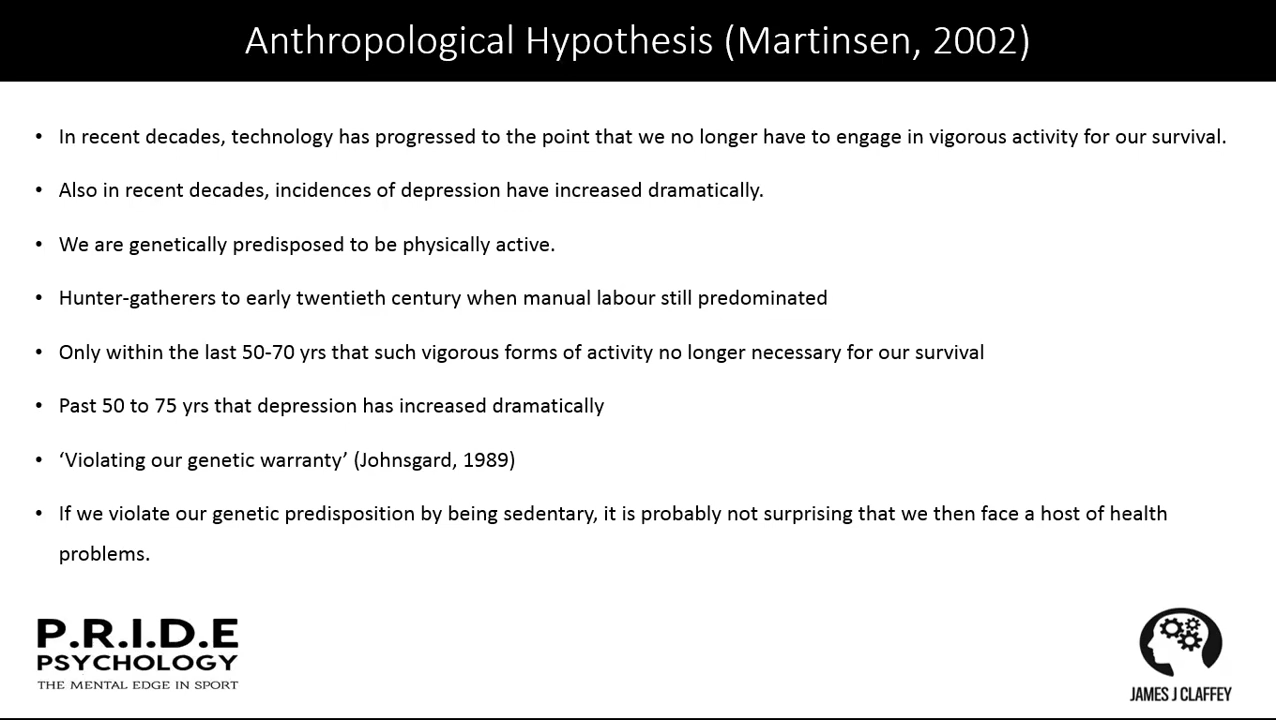 Anthropological Hypothesis (Martinsen, 2002)
• In recent decades, technology has progressed to the point that we no longer have to engage in vigorous activity for our survival.
• Also in recent decades, incidences of depression have increased dramatically.
• We are genetically predisposed to be physically active.
• Hunter-gatherers to early twentieth century when manual labour still predominated
• Only within the last 50-70 yrs that such vigorous forms of activity no longer necessary for our survival
• Past 50 to 75 yrs that depression has increased dramatically
• ‘Violating our genetic warranty’ (Johnsgard, 1989)
• If we violate our genetic predisposition by being sedentary, it is probably not surprising that we then face a host of health
problems.
P.R.I.D.E
PSYCHOLOGY
THE MENTAL EDGE IN SPORT
JAMES J CLAFFEY